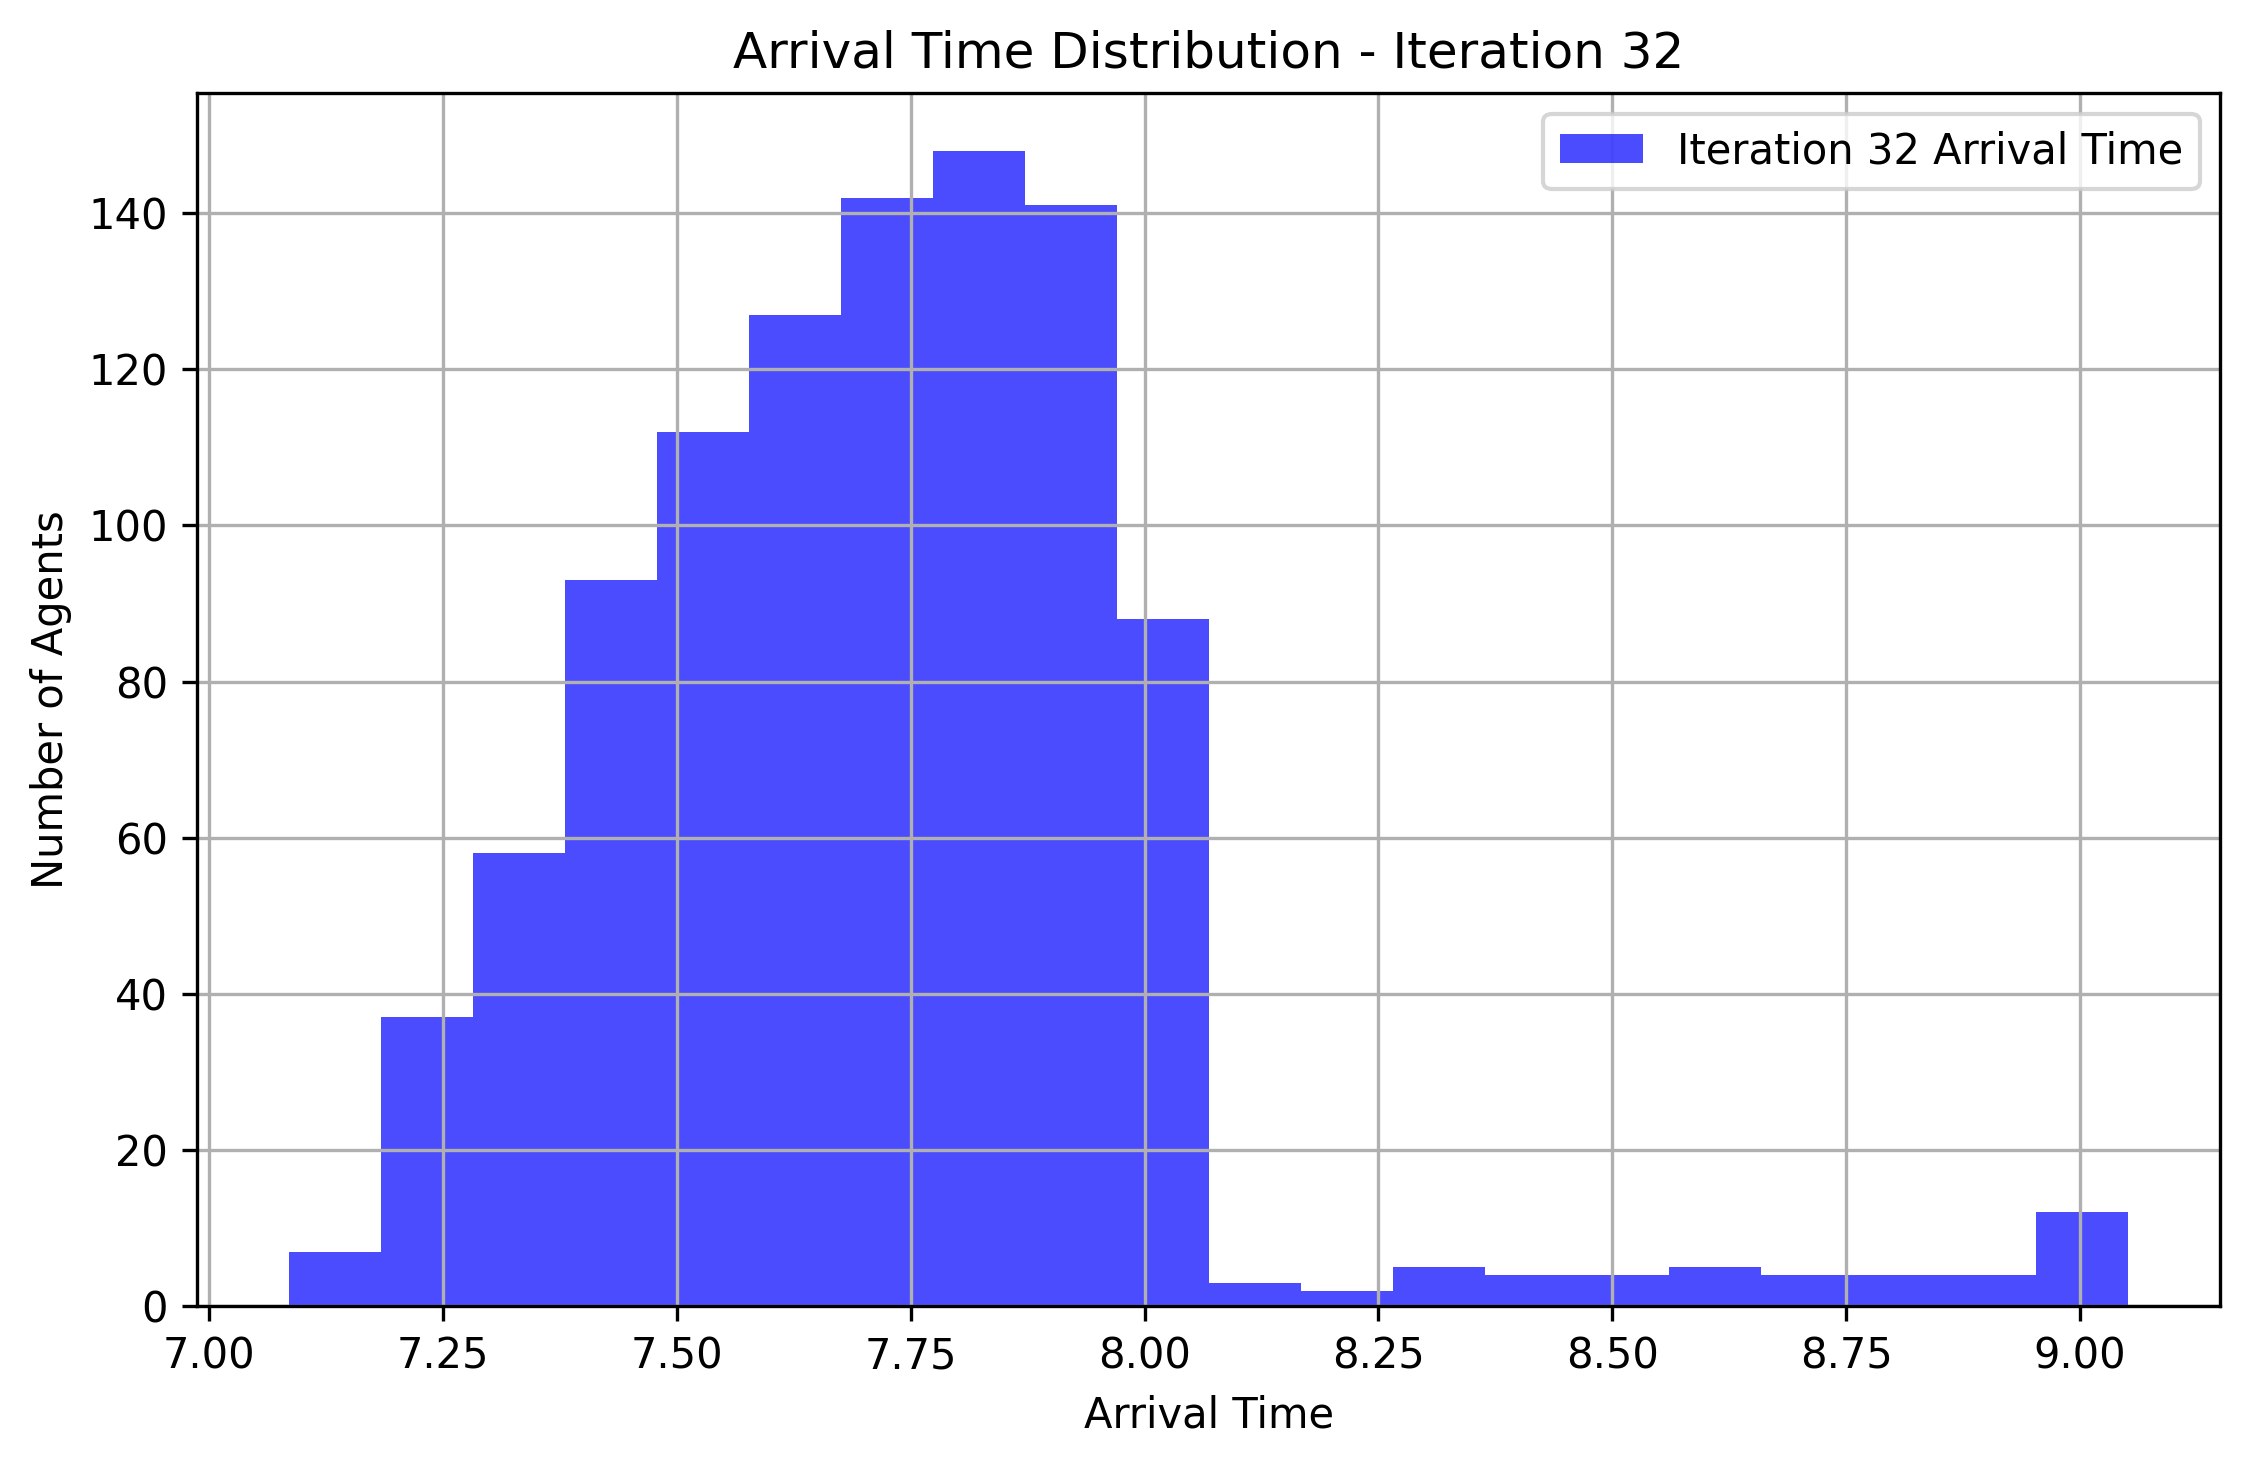 Arrival Time Distribution - Iteration 32
Iteration 32 Arrival Time
Number of Agents
140
120
100
80
60
40
20
0
7.00 7.25 7.50 7.75 8.00 8.25 8.50 8.75 9.00
Arrival Time